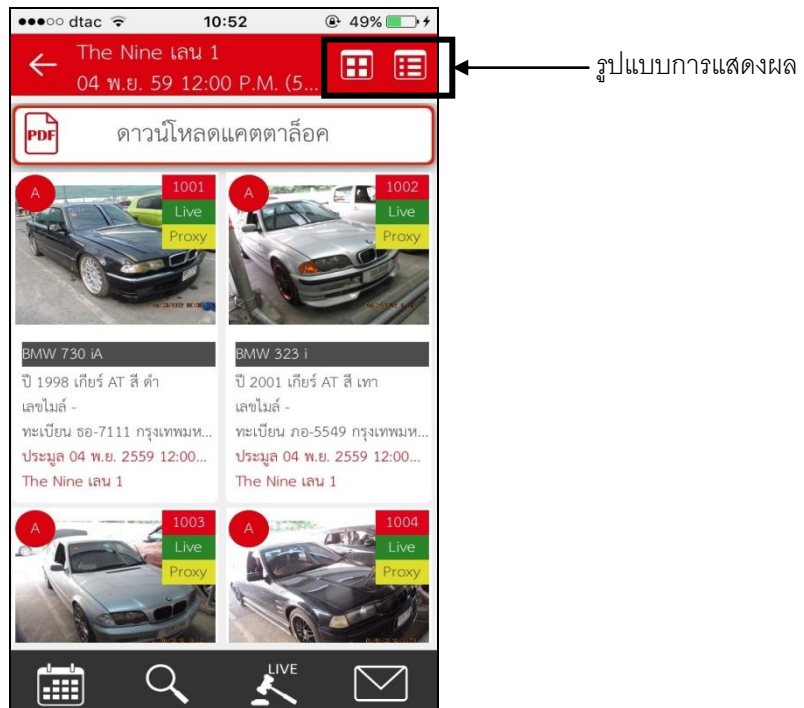 dtac 10:52 49%
The Nine เลน 1
04 พ.ย. 59 12:00 P.M. (5...
รูปแบบการแสดงผล
PDF ดาวน์โหลดแคตตาล็อค
A 1001 Live Proxy
A 1002 Live Proxy
BMW 730 iA
ปี 1998 เกียร์ AT สี ดำ
เลขไมล์ -
ทะเบียน ธอ-7111 กรุงเทพมห...
ประมูล 04 พ.ย. 2559 12:00...
The Nine เลน 1
BMW 323 i
ปี 2001 เกียร์ AT สี เทา
เลขไมล์ -
ทะเบียน ภอ-5549 กรุงเทพมห...
ประมูล 04 พ.ย. 2559 12:00...
The Nine เลน 1
A 1003 Live Proxy
A 1004 Live Proxy
LIVE